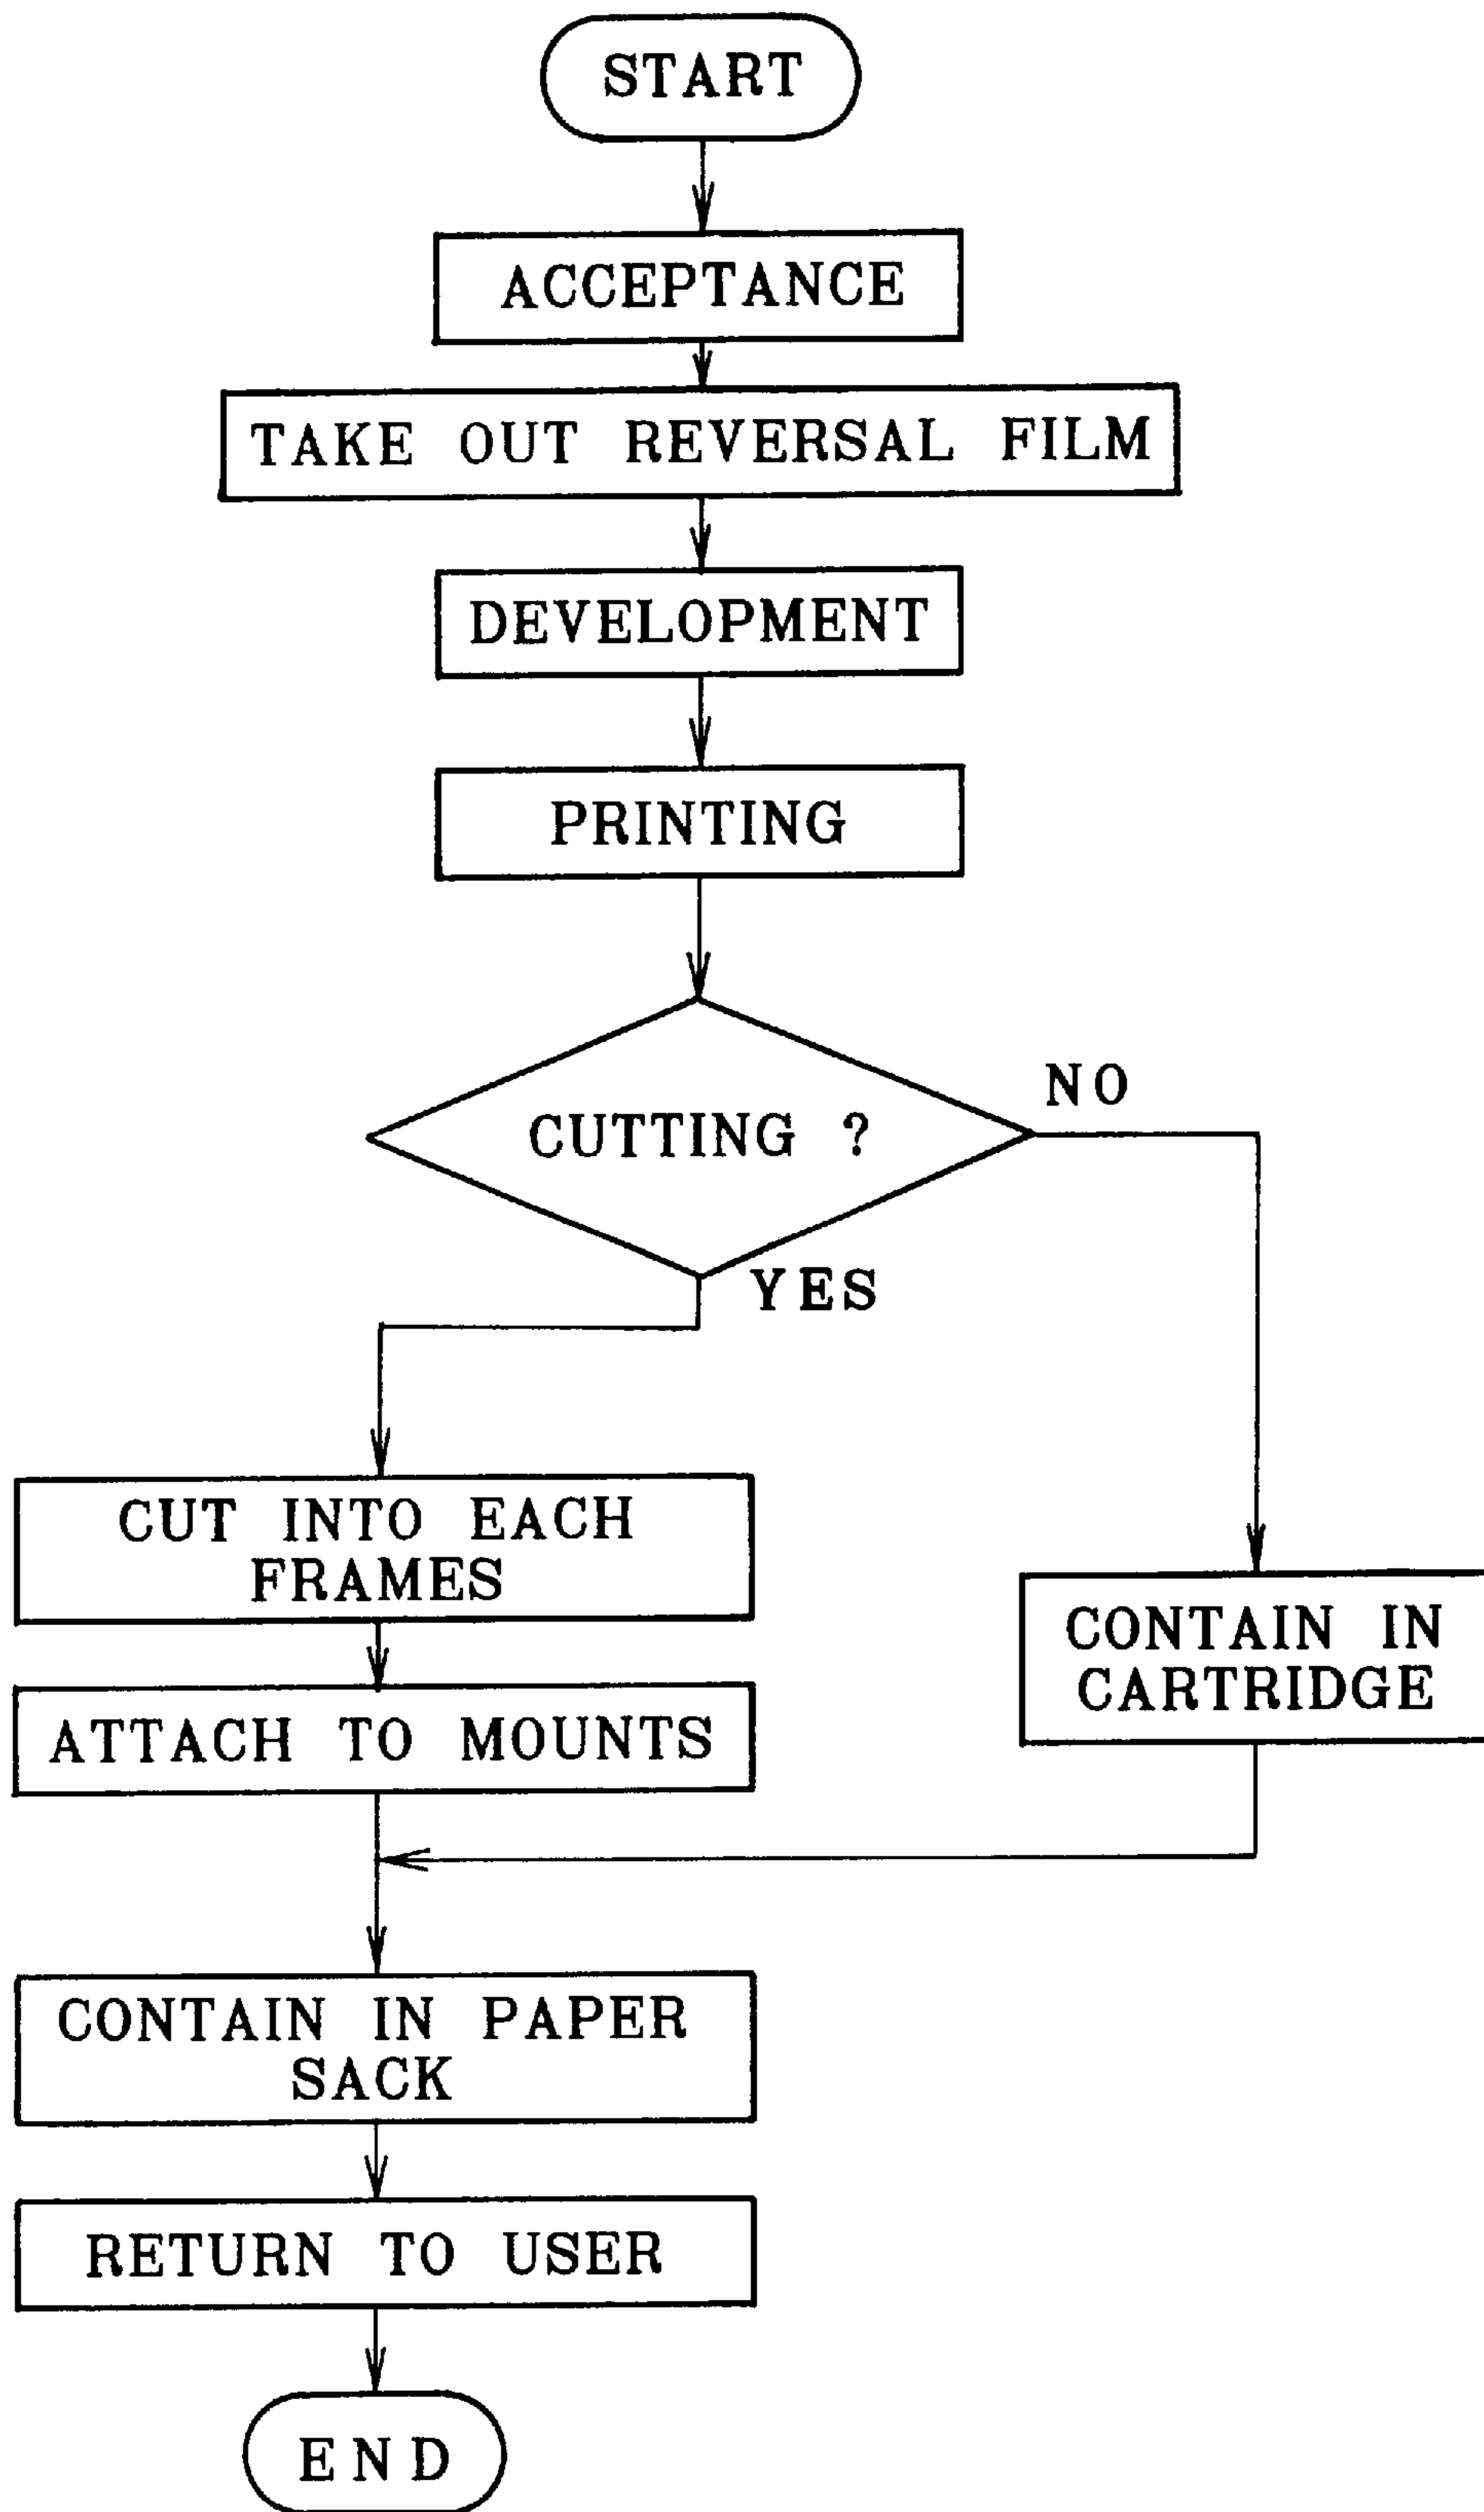 START
ACCEPTANCE
TAKE OUT REVERSAL FILM
DEVELOPMENT
PRINTING
CUTTING ?
NO
YES
CUT INTO EACH
FRAMES
CONTAIN IN
CARTRIDGE
ATTACH TO MOUNTS
CONTAIN IN PAPER
SACK
RETURN TO USER
END